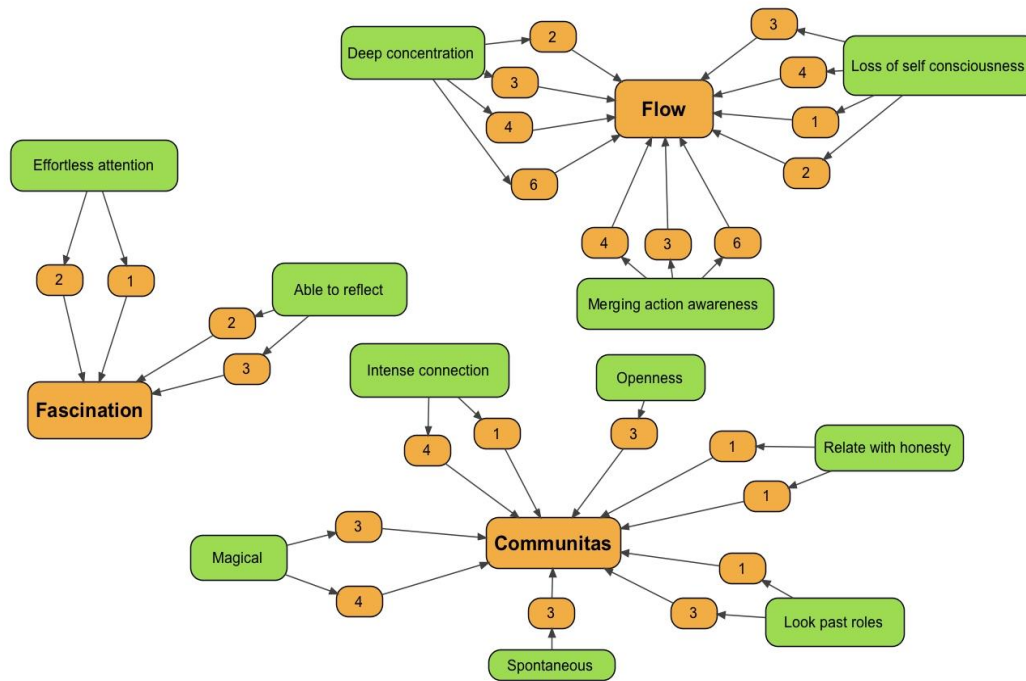 3
2
Deep concentration
Loss of self consciousness
4
3
Flow
4
1
Effortless attention
2
6
4
3
6
2
1
Able to reflect
Merging action awareness
2
3
Intense connection
Openness
Fascination
1
3
4
1
Relate with honesty
1
3
Communitas
Magical
1
4
3
3
Look past roles
Spontaneous